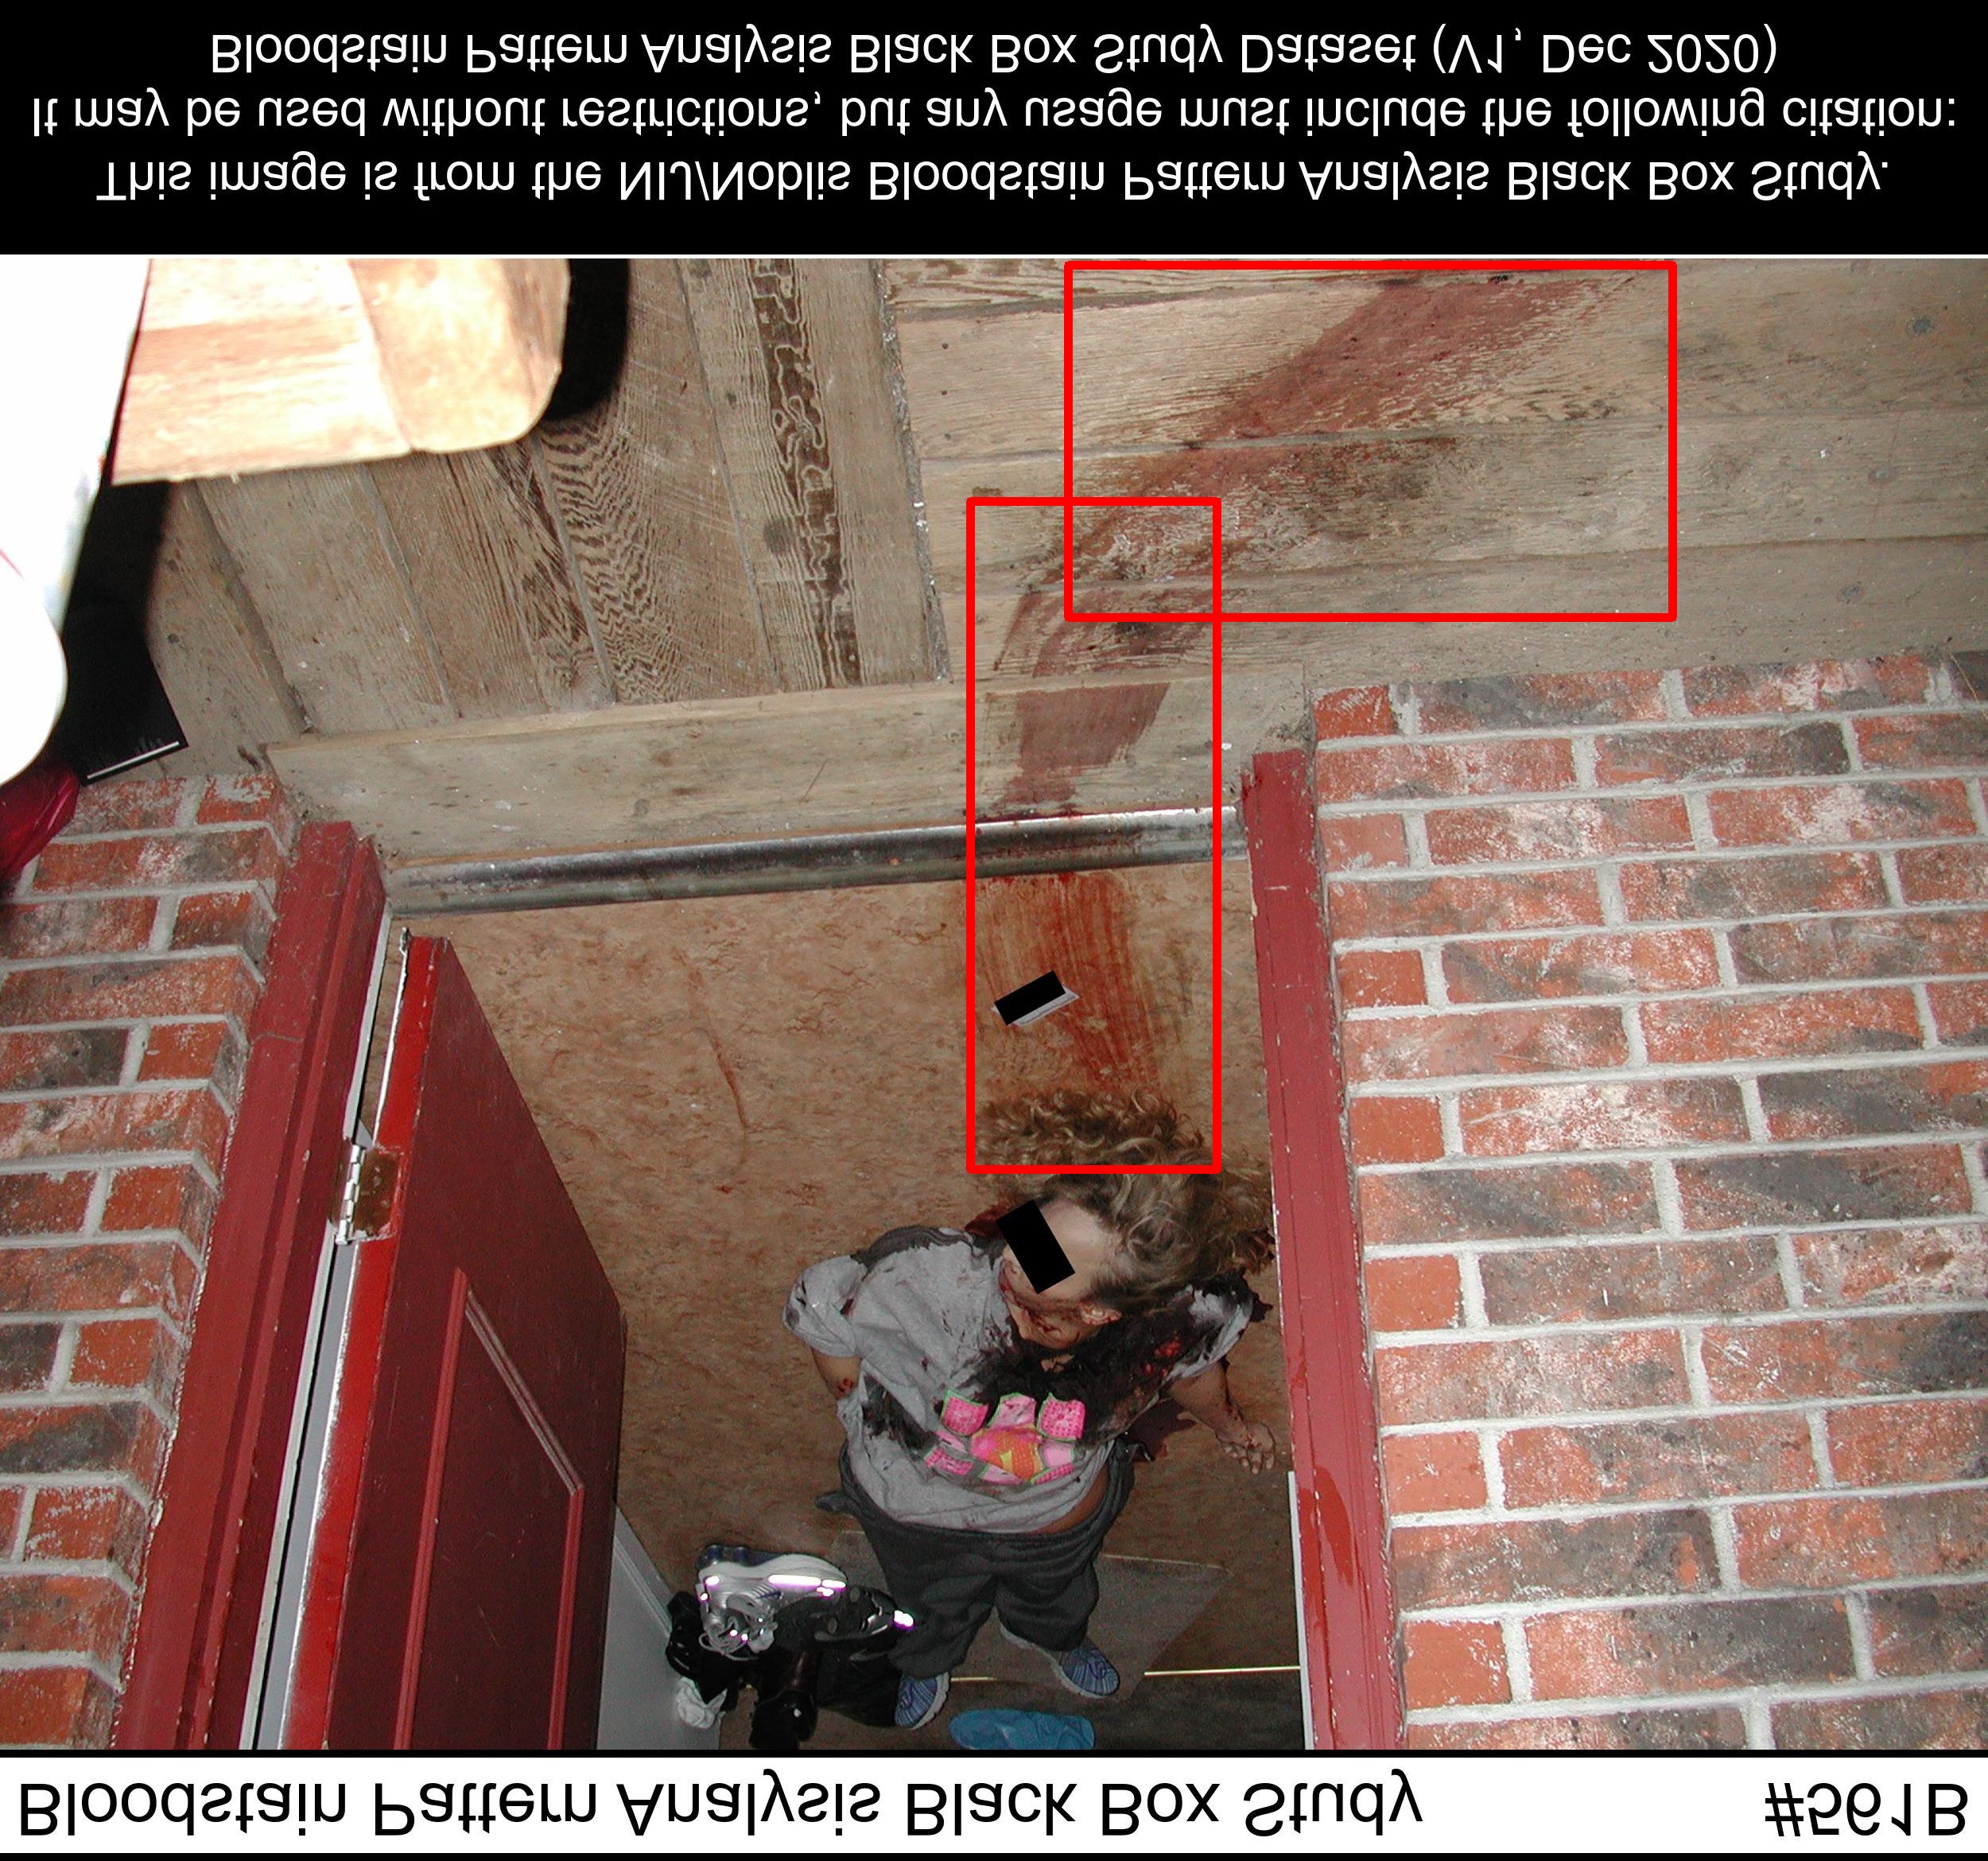 Bloodstain Pattern Analysis Black Box Study #561B
This image is from the NIJ/Noblis Bloodstain Pattern Analysis Black Box Study.
It may be used without restrictions, but any usage must include the following citation:
Bloodstain Pattern Analysis Black Box Study Dataset (V1, Dec 2020)